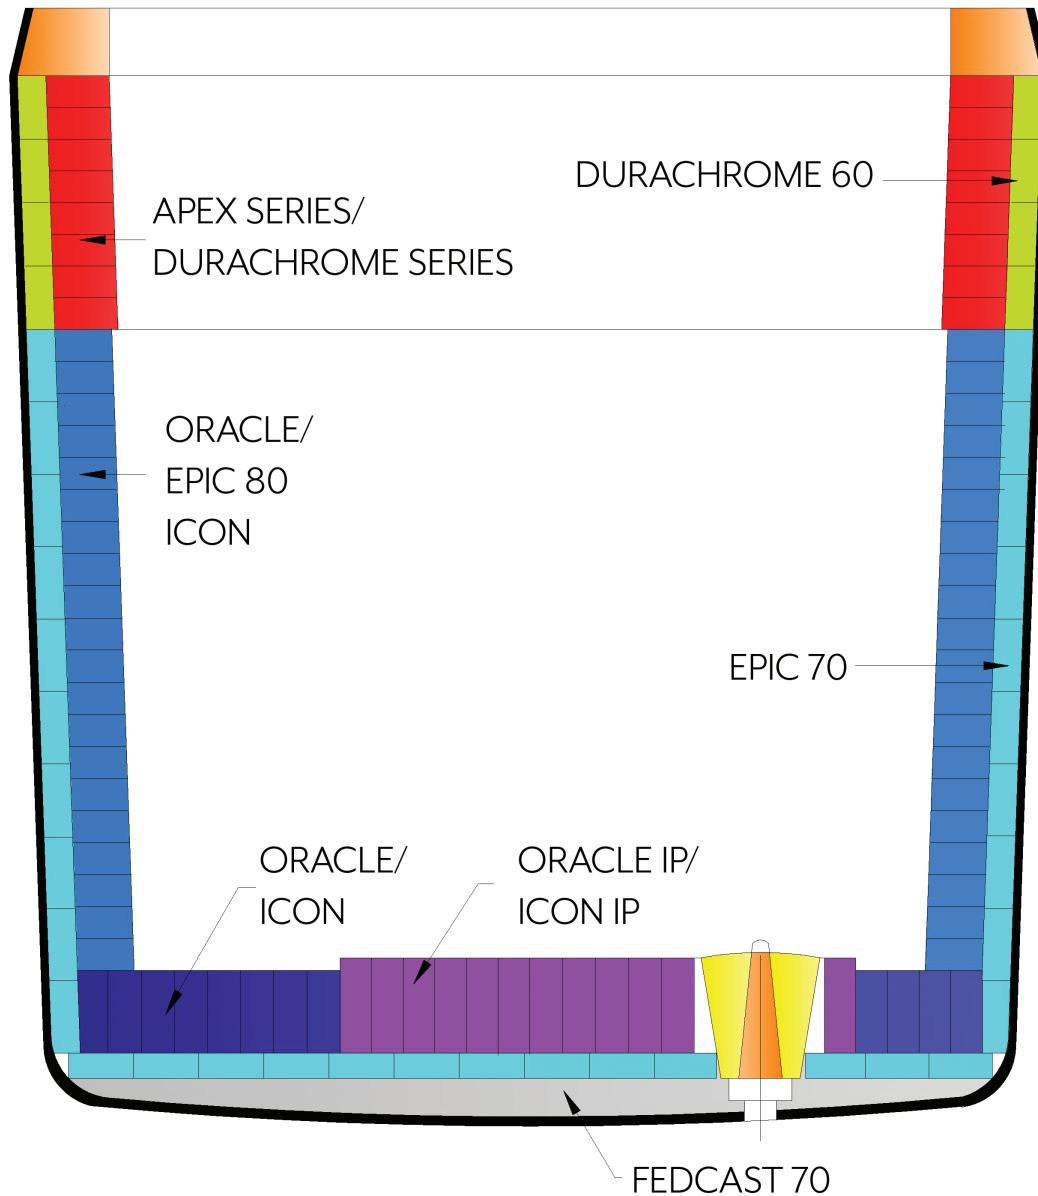 DURACHROME 60
APEX SERIES/
DURACHROME SERIES
ORACLE/
EPIC 80
ICON
EPIC 70
ORACLE/
ICON
ORACLE IP/
ICON IP
FEDCAST 70